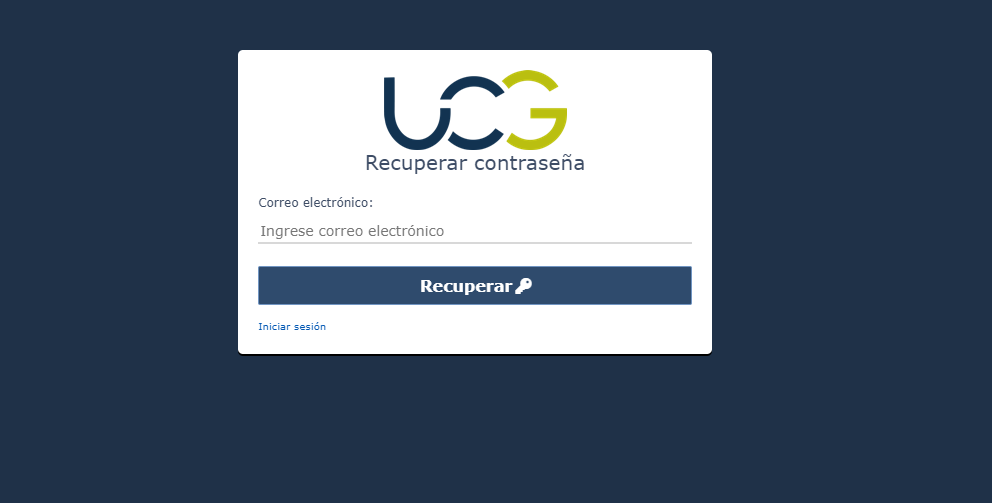 UCG
Recuperar contraseña
Correo electrónico:
Ingrese correo electrónico
Recuperar
Iniciar sesión